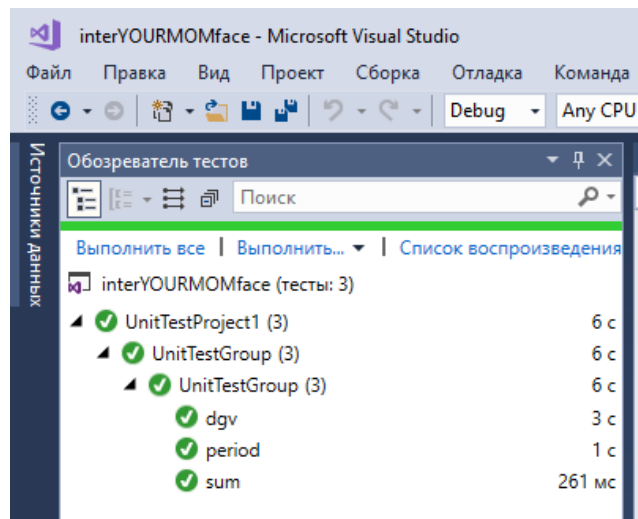 interYOURMOMface - Microsoft Visual Stud
Файл Правка Вид Проект Сборка Отладка Команда
Debug Any CPU
Источники данных
Обозреватель тестов
Поиск
Выполнить все | Выполнить... | Список воспроизведения
interYOURMOMface (тесты: 3)
UnitTestProject1 (3) 6 с
UnitTestGroup (3) 6 с
UnitTestGroup (3) 6 с
dgv 3 с
period 1 с
sum 261 мс